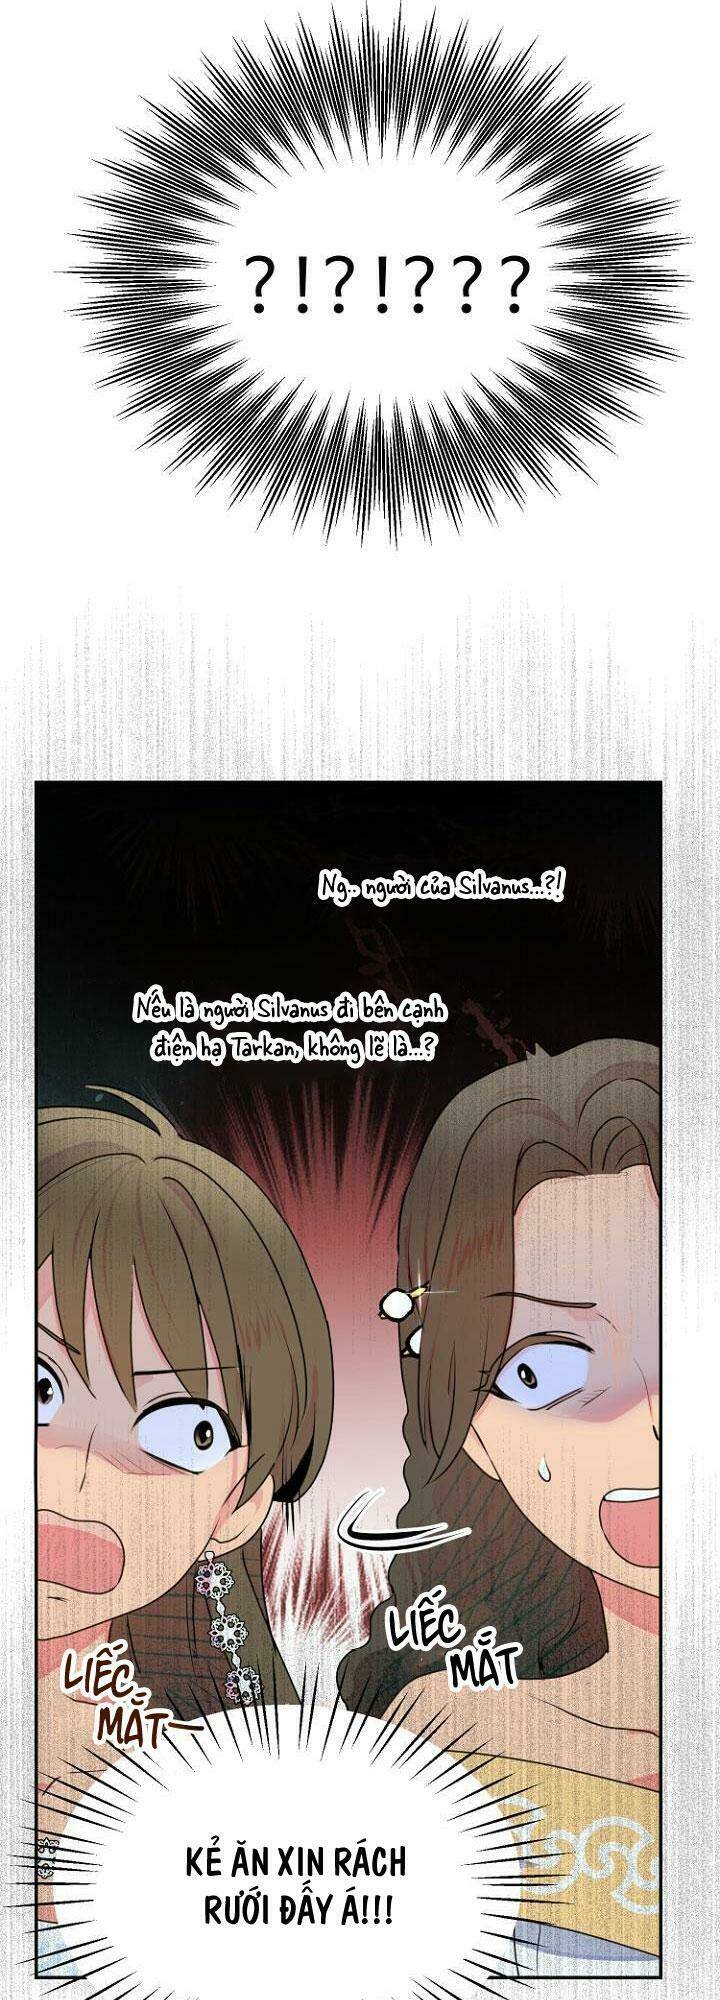 ?!?!???
Ng.. người của Silvanus...?!
Nếu là người Silvanus đi bên cạnh
điện hạ Tarkan, không lẽ là...?
LIẾC
MẮT
LIẾC
MẮT
KẺ ĂN XIN RÁCH
RƯỚI ĐẤY Á!!!